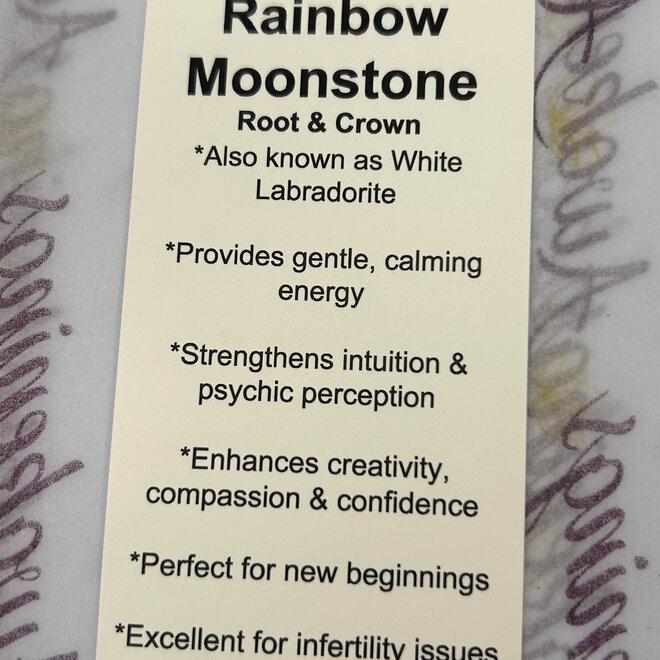 Rainbow
Moonstone
Root & Crown
*Also known as White
Labradorite
*Provides gentle, calming
energy
*Strengthens intuition &
psychic perception
*Enhances creativity,
compassion & confidence
*Perfect for new beginnings
*Excellent for infertility issues